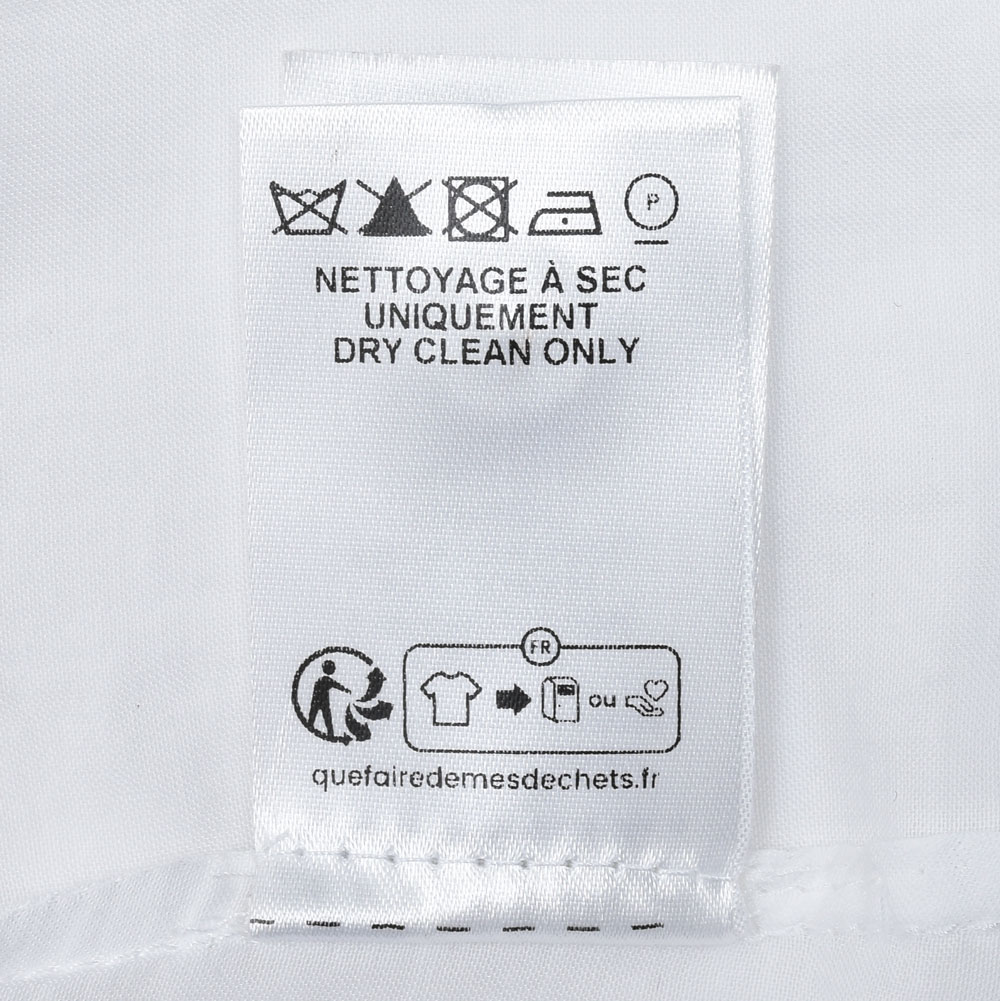 P
NETTOYAGE À SEC
UNIQUEMENT
DRY CLEAN ONLY
FR
ou
quefairedemesdechets.fr